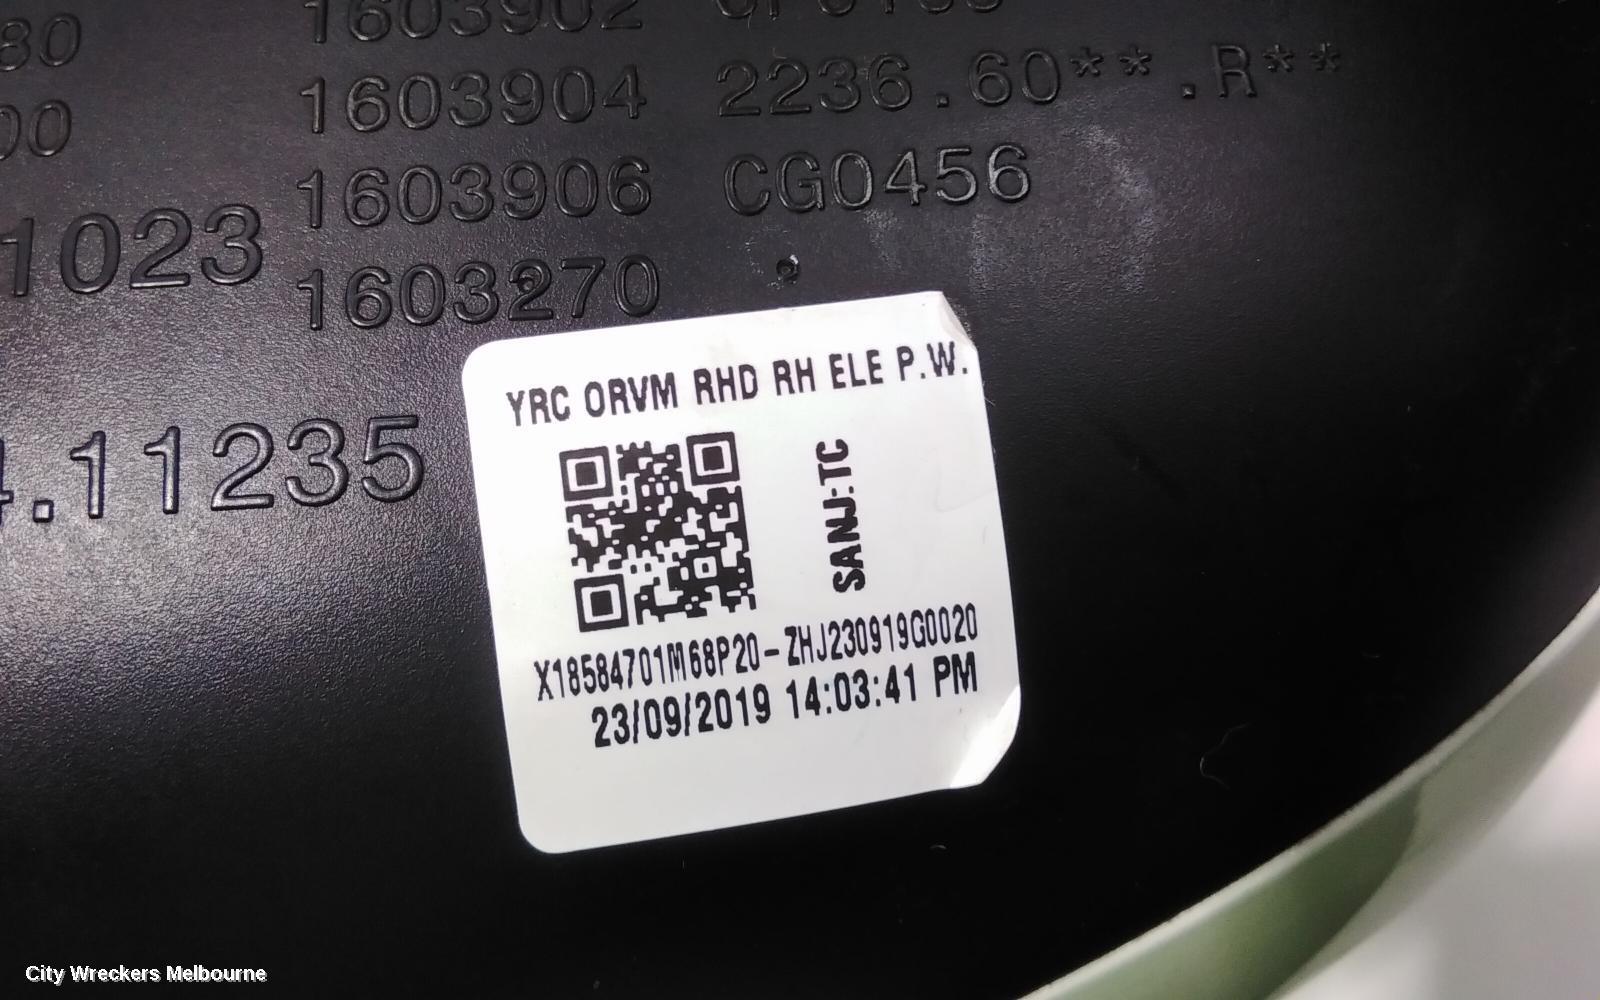 80
1603902
00
1603904 2236.60**.R**
1603906 CG0456
1023
1603270
4.11235
YRC ORVM RHD RH ELE P.W.
SANJ:TC
X18584701M68P20-ZHJ230919G0020
23/09/2019 14:03:41 PM
City Wreckers Melbourne